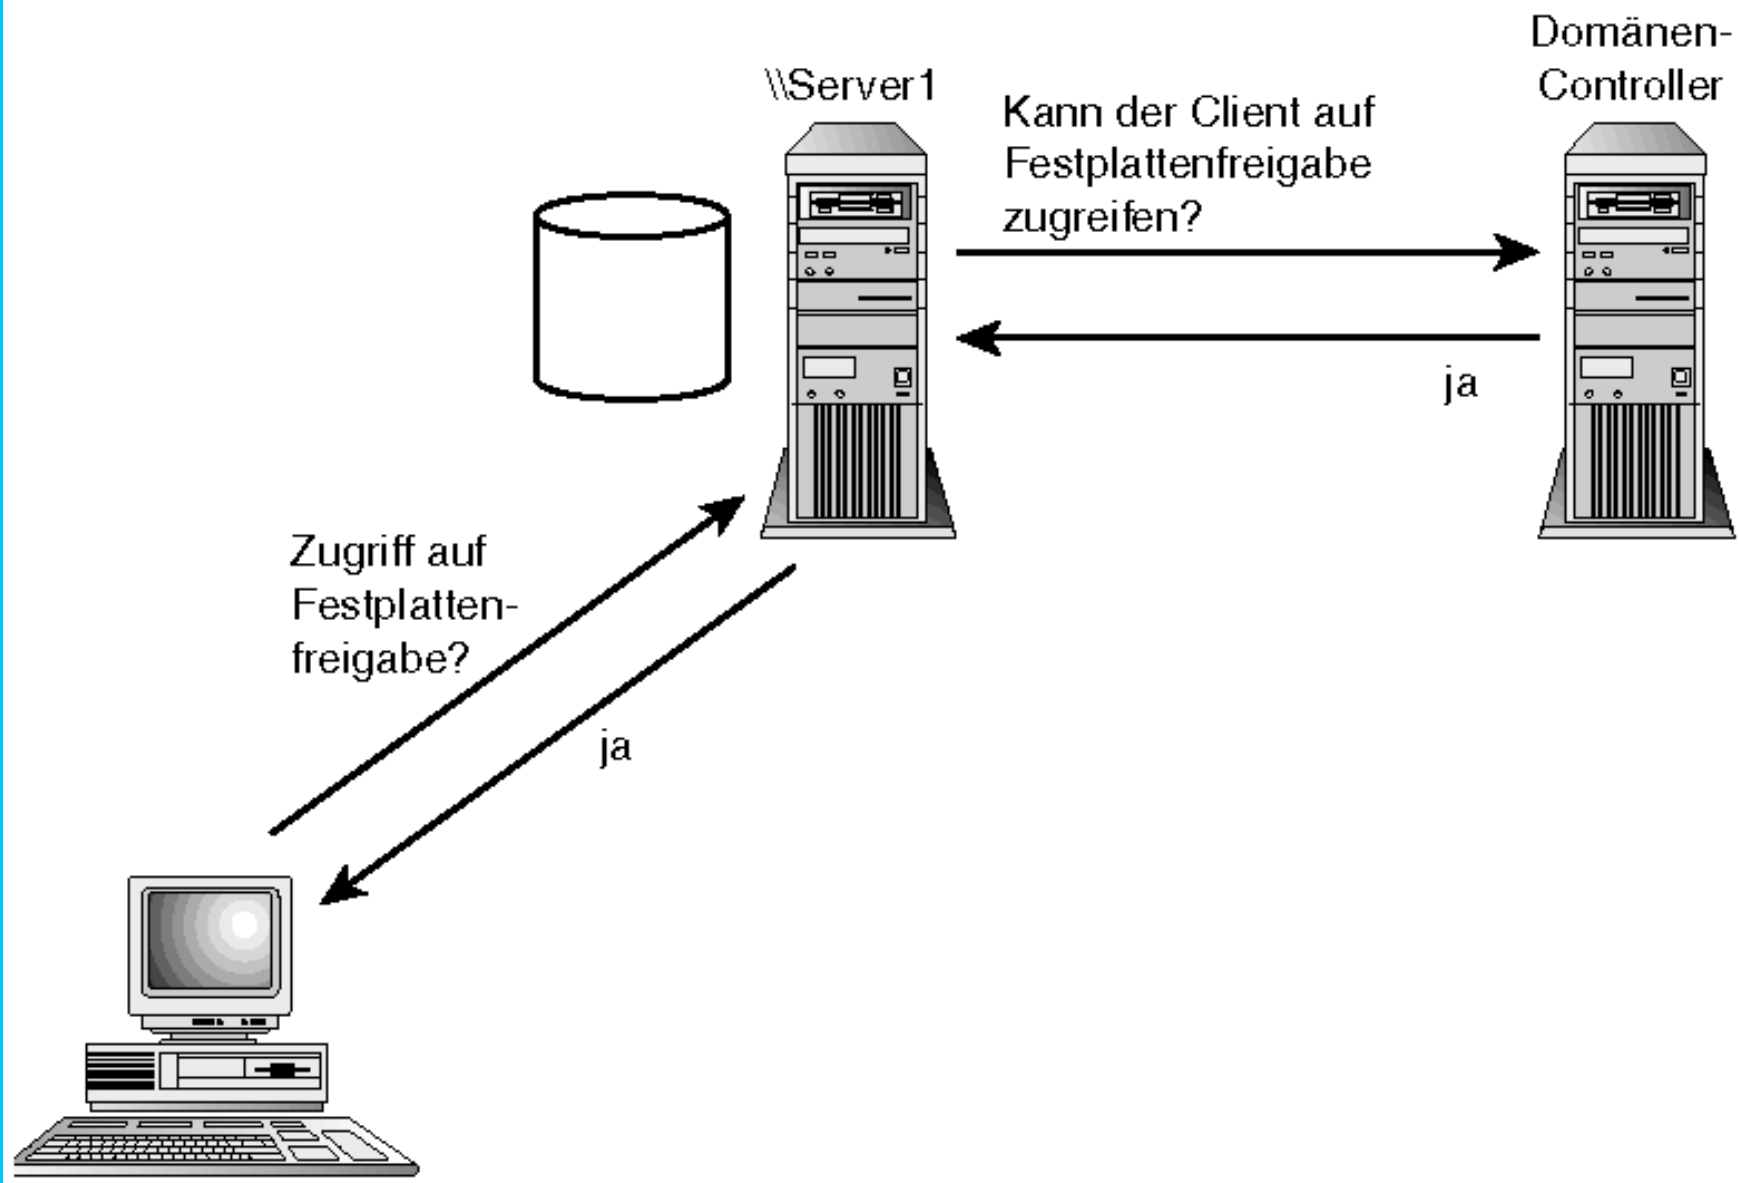 Domänen-
Controller
\\Server1
Kann der Client auf
Festplattenfreigabe
zugreifen?
ja
Zugriff auf
Festplatten-
freigabe?
ja